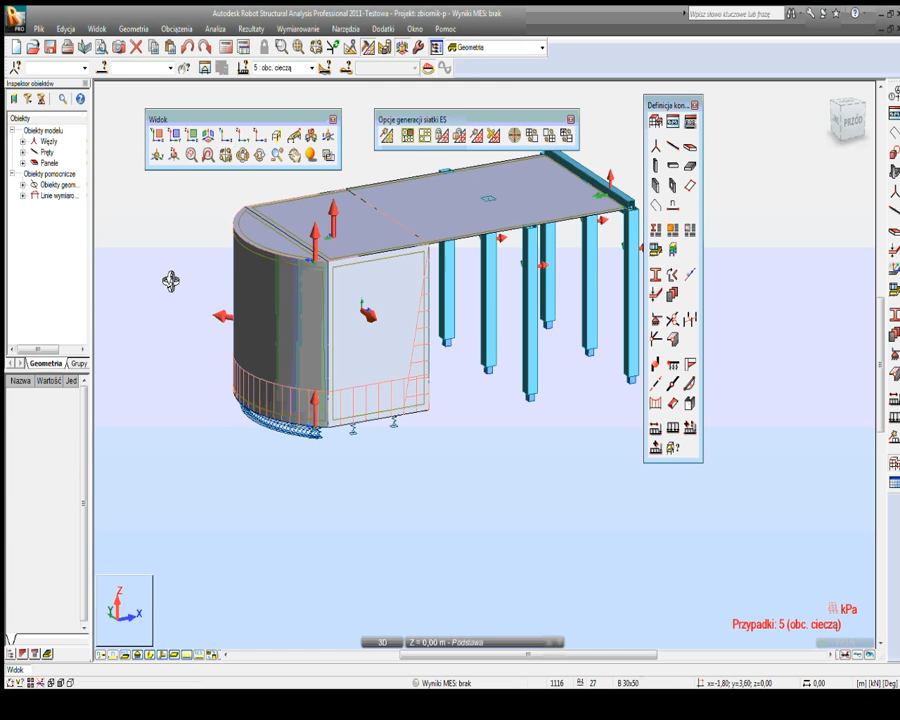 Autodesk Robot Structural Analysis Professional 2011-Testowa - Projekt: zbiornik-p - Wyniki MES: brak
Wpisz słowo kluczowe lub frazę
PRO
Plik Edycja Widok Geometria Obciążenia Analiza Rezultaty Wymiarowanie Narzędzia Dodatki Okno Pomoc
Geometria
5 : obc. cieczą
Inspektor obiektów
Obiekty
Obiekty modelu
Węzły
Pręty
Panele
Obiekty pomocnicze
Obiekty geom
Linie wymiaro
Geometria Grupy
Nazwa Wartość Jed
Widok
Opcje generacji siatki ES
Definicja kon...
PRZÓD
Z
Y
X
kPa
Przypadki: 5 (obc. cieczą)
3D Z = 0,00 m - Podstawa
Widok
Wyniki MES: brak 1116 27 B 30x50 x=-1,80; y=3,60; z=0,00 0,00 [m] [kN] [Deg]